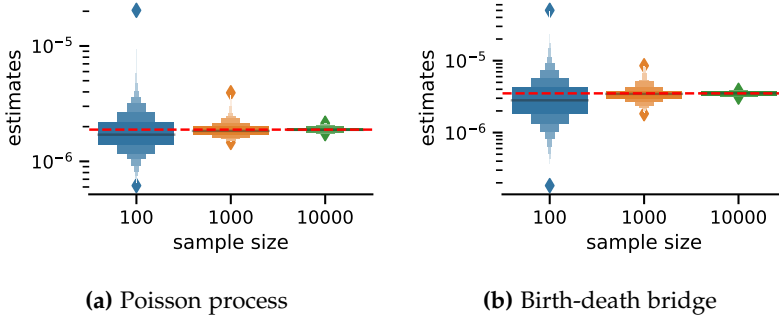 estimates
10⁻⁵
10⁻⁶
100 1000 10000
sample size
(a) Poisson process
estimates
10⁻⁵
10⁻⁶
100 1000 10000
sample size
(b) Birth-death bridge